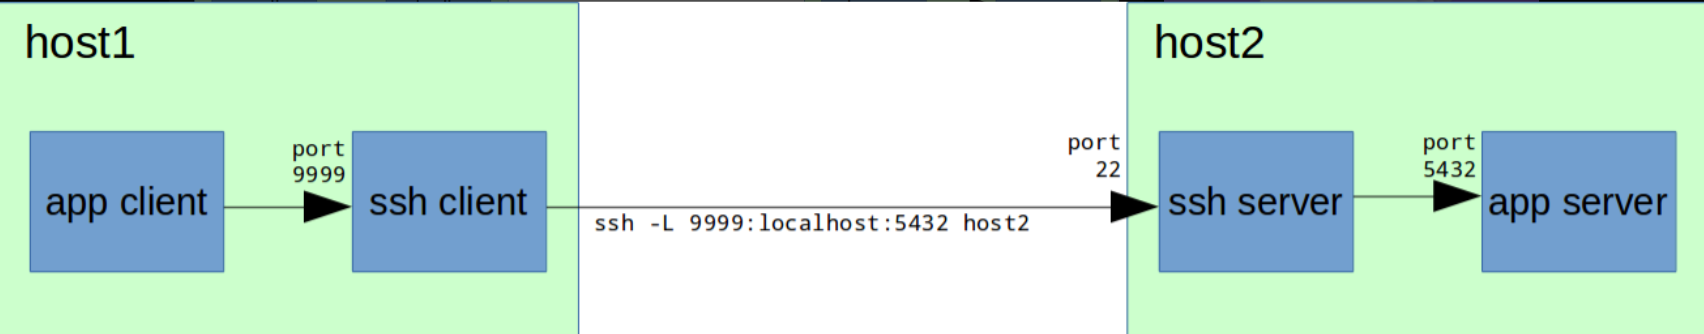 host1
host2
port
9999
port
22
port
5432
app client
ssh client
ssh server
app server
ssh -L 9999:localhost:5432 host2